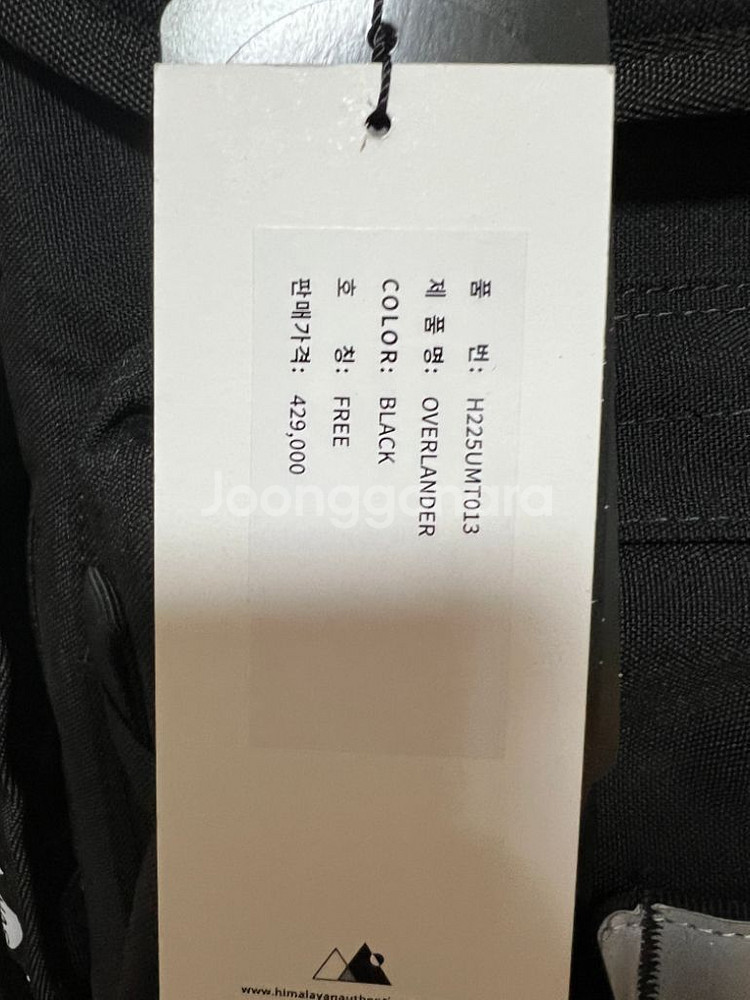 품 번: H225UMT013
제 품 명: OVERLANDER
COLOR: BLACK
호 칭: FREE
판매가격: 429,000
Joonggonara